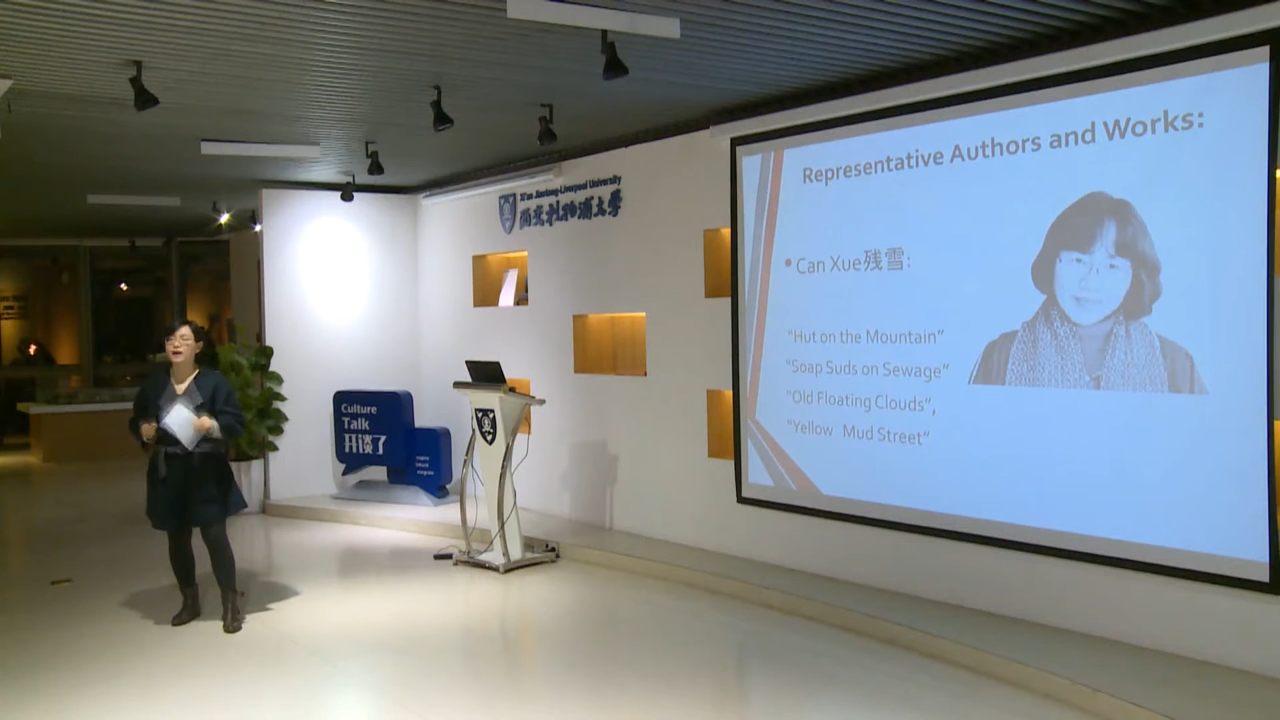 Xi'an Jiaotong-Liverpool University
西交利物浦大学
Culture
Talk
开谈了
Representative Authors and Works:
• Can Xue残雪:
"Hut on the Mountain"
"Soap Suds on Sewage"
"Old Floating Clouds",
"Yellow Mud Street"